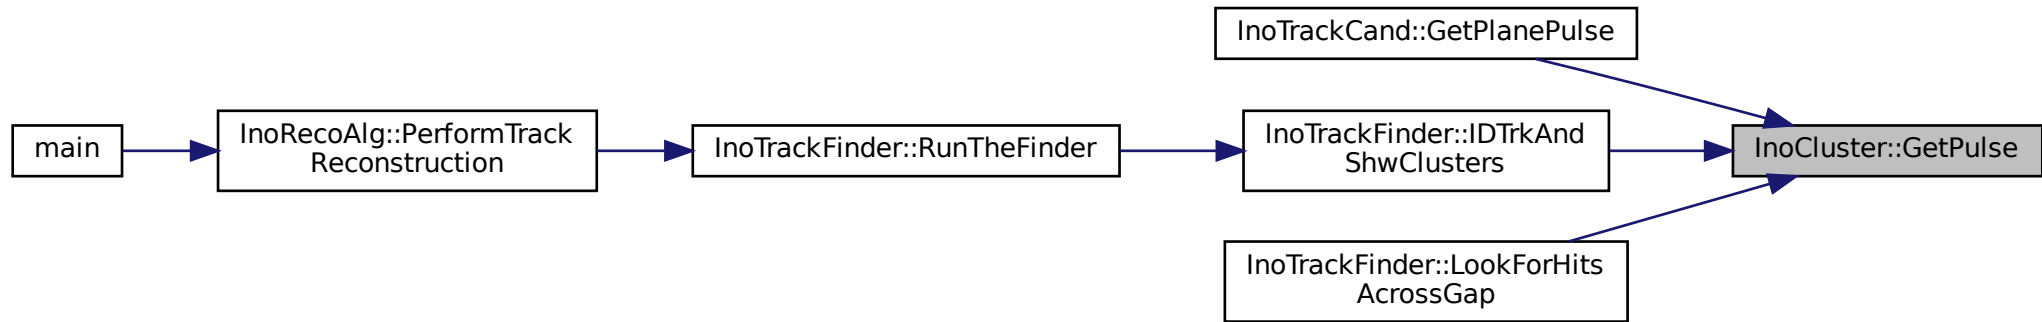 InoTrackCand::GetPlanePulse
main
InoRecoAlg::PerformTrack
Reconstruction
InoTrackFinder::RunTheFinder
InoTrackFinder::IDTrkAnd
ShwClusters
InoCluster::GetPulse
InoTrackFinder::LookForHits
AcrossGap